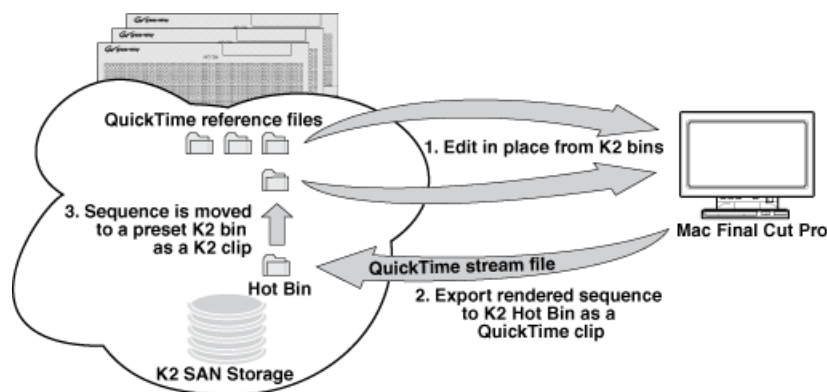 QuickTime reference files
1. Edit in place from K2 bins
3. Sequence is moved
to a preset K2 bin
as a K2 clip
Mac Final Cut Pro
QuickTime stream file
Hot Bin
2. Export rendered sequence
to K2 Hot Bin as a
QuickTime clip
K2 SAN Storage